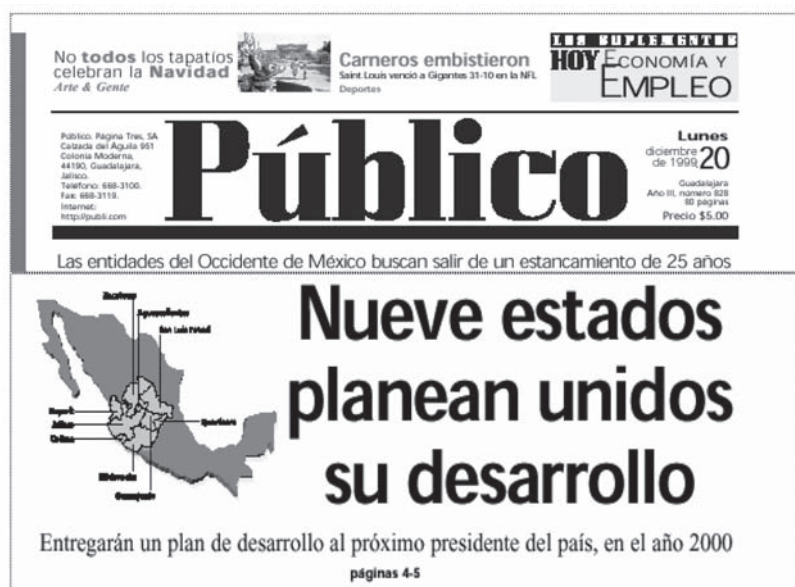 No todos los tapatíos
celebran la Navidad
Arte & Gente
Carneros embistieron
Saint Louis venció a Gigantes 31-10 en la NFL
Deportes
LOS SUPLEMENTOS
HOY ECONOMÍA Y
EMPLEO
Público. Página Tres, SA
Calzada del Águila 951
Colonia Moderna,
44190, Guadalajara,
Jalisco.
Teléfono: 668-3100.
Fax: 668-3119.
Internet:
http://publi.com
Público
Lunes
diciembre 20
de 1999
Guadalajara
Año III, número 828
80 páginas
Precio $5.00
Las entidades del Occidente de México buscan salir de un estancamiento de 25 años
Zacatecas
Aguascalientes
San Luis Potosí
Nayarit
Jalisco
Colima
Querétaro
Michoacán
Guanajuato
Nueve estados
planean unidos
su desarrollo
Entregarán un plan de desarrollo al próximo presidente del país, en el año 2000
páginas 4-5